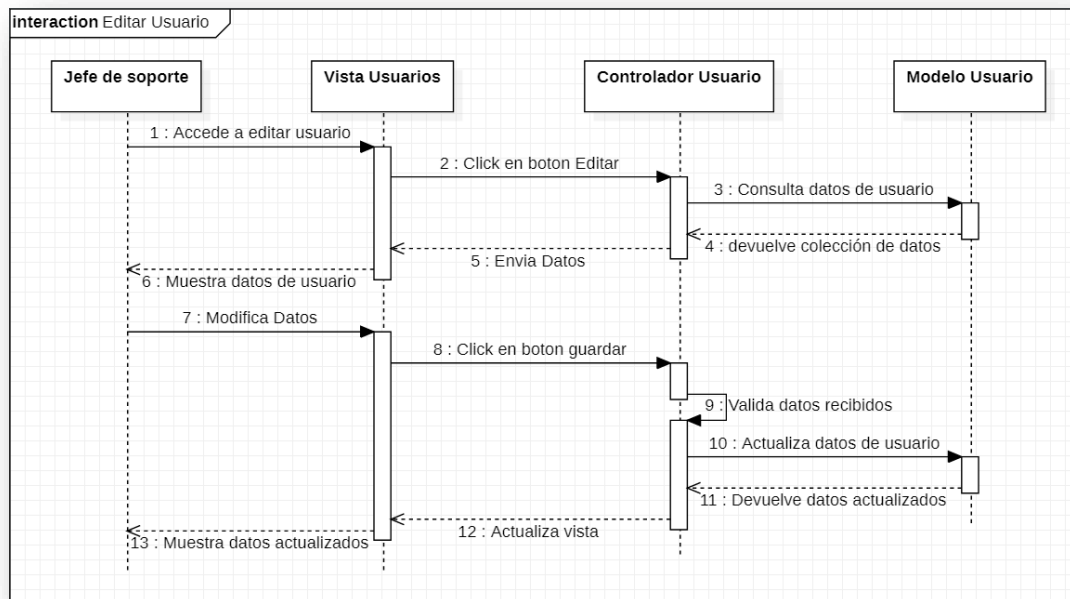 interaction Editar Usuario
Jefe de soporte
Vista Usuarios
Controlador Usuario
Modelo Usuario
1 : Accede a editar usuario
2 : Click en boton Editar
3 : Consulta datos de usuario
4 : devuelve colección de datos
5 : Envia Datos
6 : Muestra datos de usuario
7 : Modifica Datos
8 : Click en boton guardar
9 : Valida datos recibidos
10 : Actualiza datos de usuario
11 : Devuelve datos actualizados
12 : Actualiza vista
13 : Muestra datos actualizados